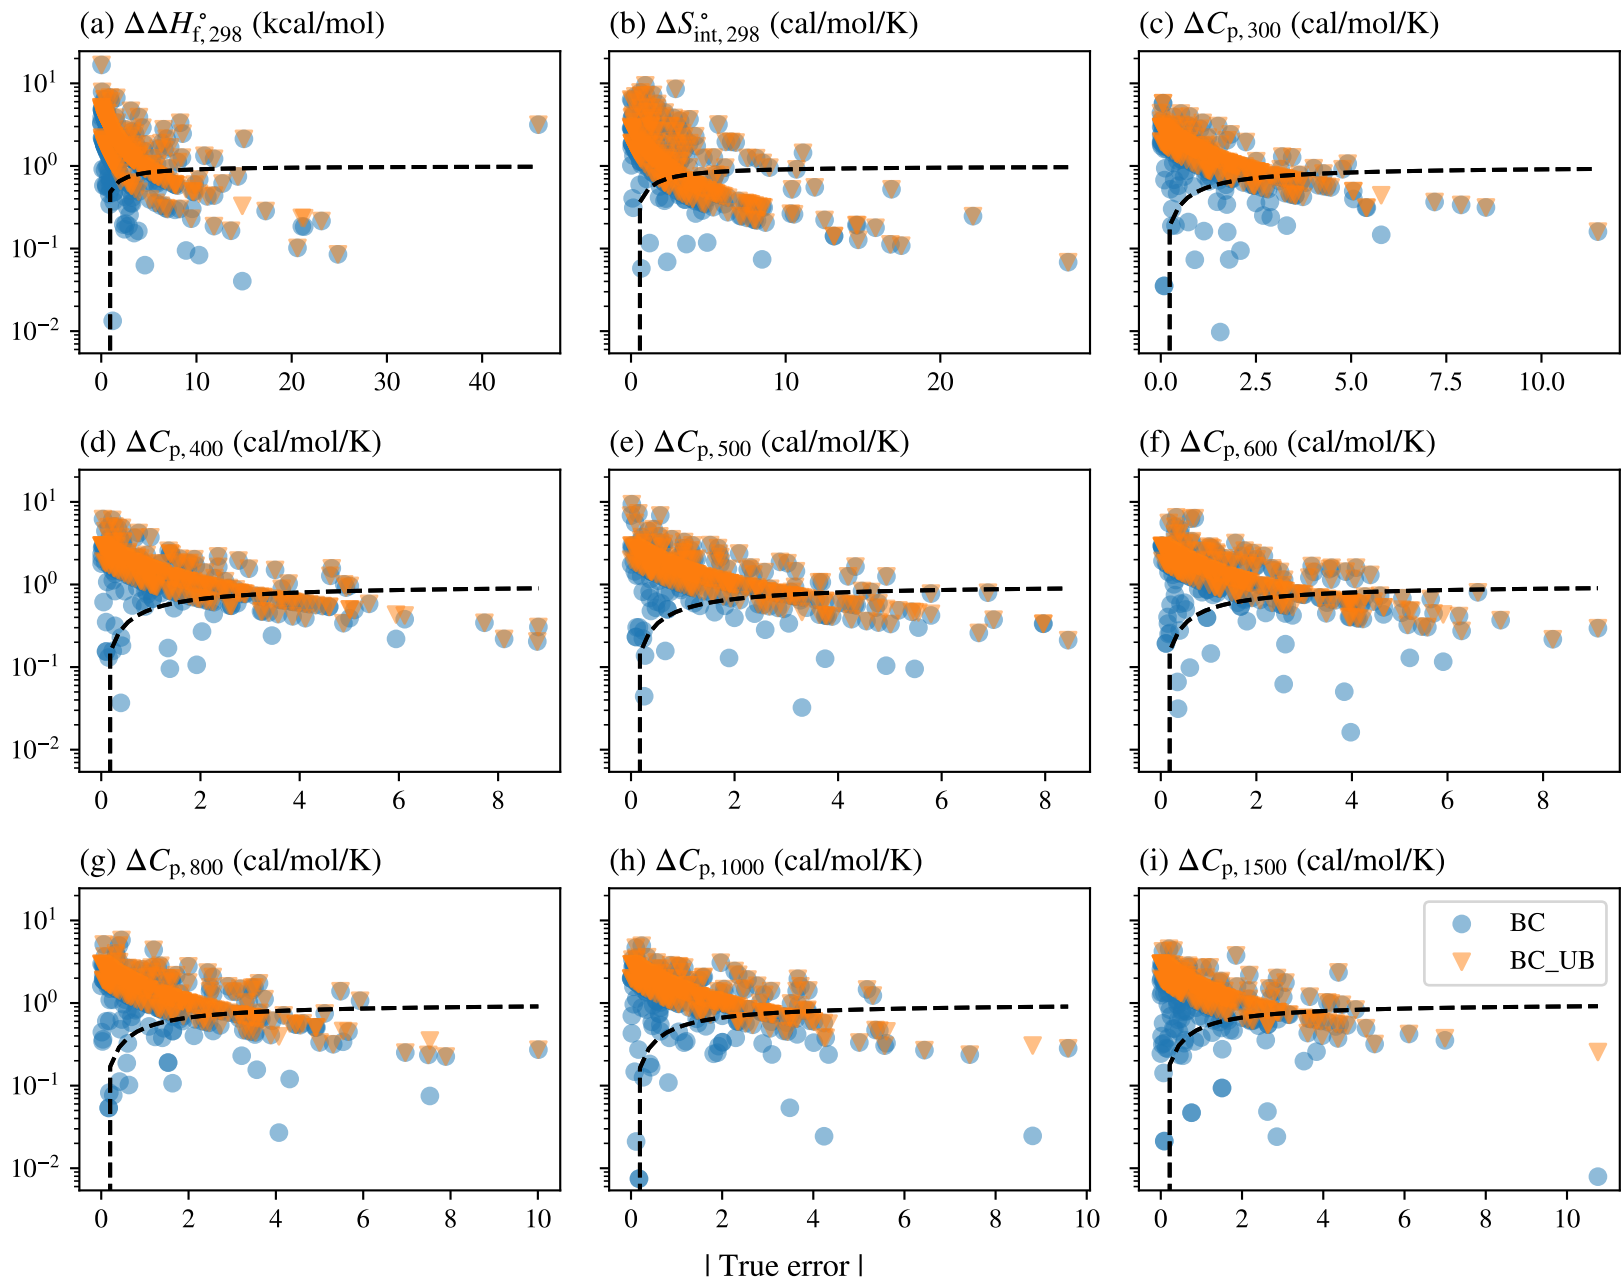 (a) ΔΔH°f, 298 (kcal/mol)
(b) ΔS°int, 298 (cal/mol/K)
(c) ΔCp, 300 (cal/mol/K)
10¹
10⁰
10⁻¹
10⁻²
0 10 20 30 40
0 10 20
0.0 2.5 5.0 7.5 10.0
(d) ΔCp, 400 (cal/mol/K)
(e) ΔCp, 500 (cal/mol/K)
(f) ΔCp, 600 (cal/mol/K)
10¹
10⁰
10⁻¹
10⁻²
0 2 4 6 8
0 2 4 6 8
0 2 4 6 8
(g) ΔCp, 800 (cal/mol/K)
(h) ΔCp, 1000 (cal/mol/K)
(i) ΔCp, 1500 (cal/mol/K)
10¹
10⁰
10⁻¹
10⁻²
BC
BC_UB
0 2 4 6 8 10
0 2 4 6 8 10
0 2 4 6 8 10
| True error |